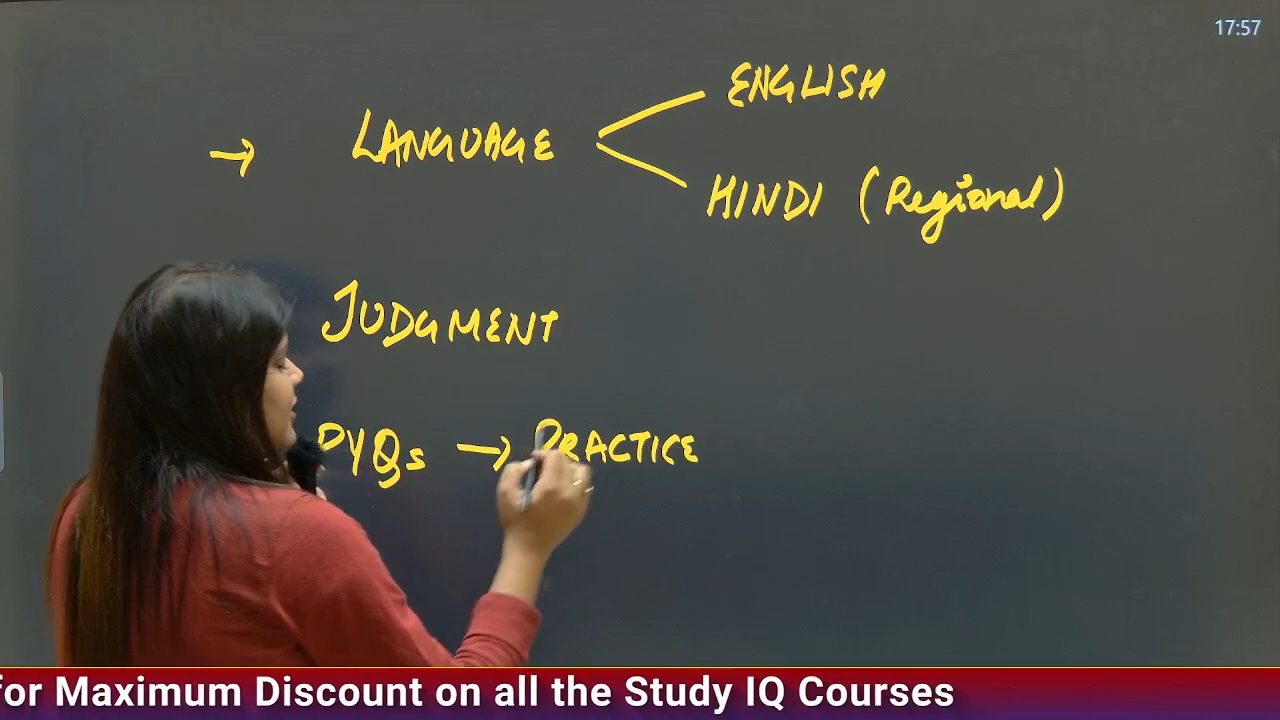 17:57
→ LANGUAGE
ENGLISH
HINDI (Regional)
JUDGMENT
PYQs → PRACTICE
for Maximum Discount on all the Study IQ Courses